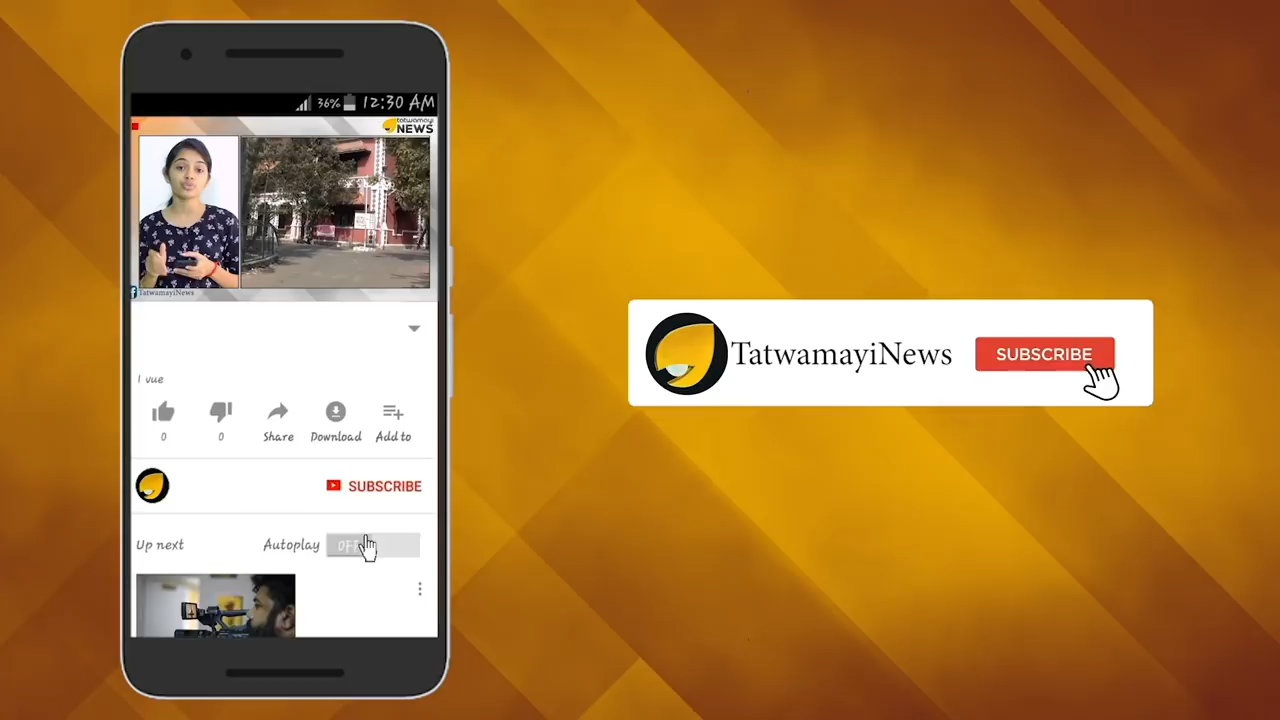 36% 12:30 AM
tatwamayi
NEWS
TatwamayiNews
1 vue
0 0 Share Download Add to
SUBSCRIBE
Up next Autoplay OFF
TatwamayiNews SUBSCRIBE